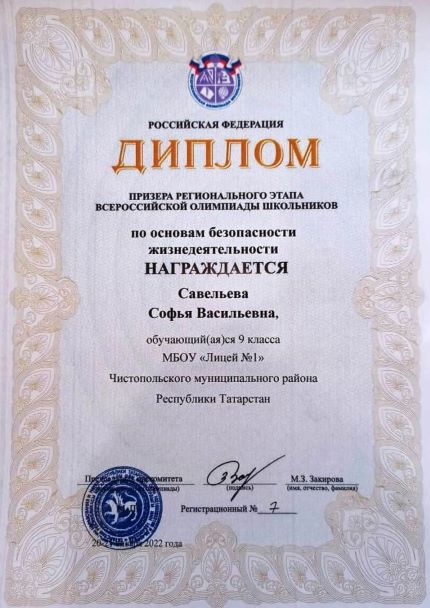 РОССИЙСКАЯ ФЕДЕРАЦИЯ
ДИПЛОМ
ПРИЗЕРА РЕГИОНАЛЬНОГО ЭТАПА
ВСЕРОССИЙСКОЙ ОЛИМПИАДЫ ШКОЛЬНИКОВ
по основам безопасности
жизнедеятельности
НАГРАЖДАЕТСЯ
Савельева
Софья Васильевна,
обучающий(ая)ся 9 класса
МБОУ «Лицей №1»
Чистопольского муниципального района
Республики Татарстан
М.З. Закирова
(подпись) (имя, отчество, фамилия)
Регистрационный № 7
2022 года